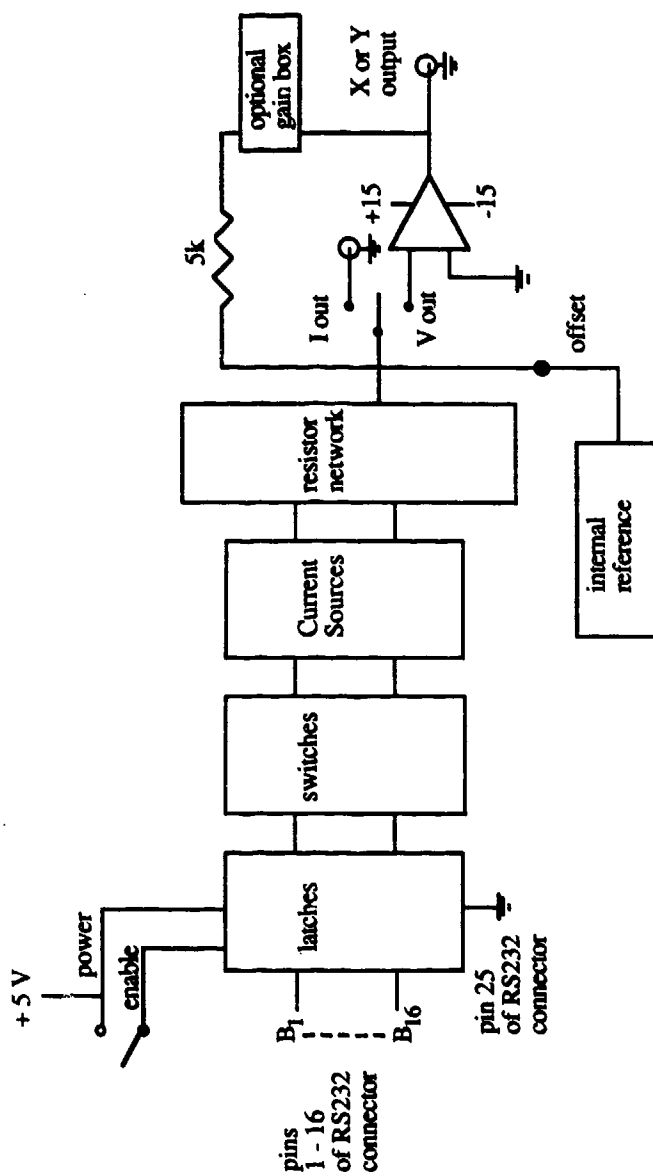 + 5 V
power
enable
pins
1 - 16
of RS232
connector
B1
B16
pin 25
of RS232
connector
latches
switches
Current
Sources
resistor
network
internal
reference
offset
5k
I out
V out
+15
-15
optional
gain box
X or Y
output